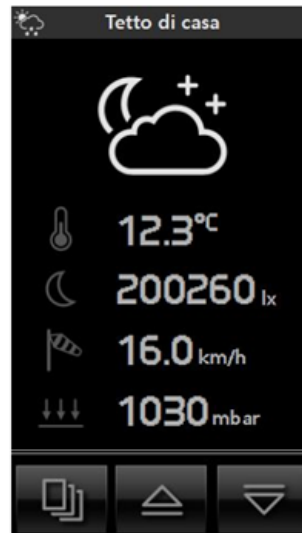 Tetto di casa
12.3°C
200260 lx
16.0 km/h
1030 mbar